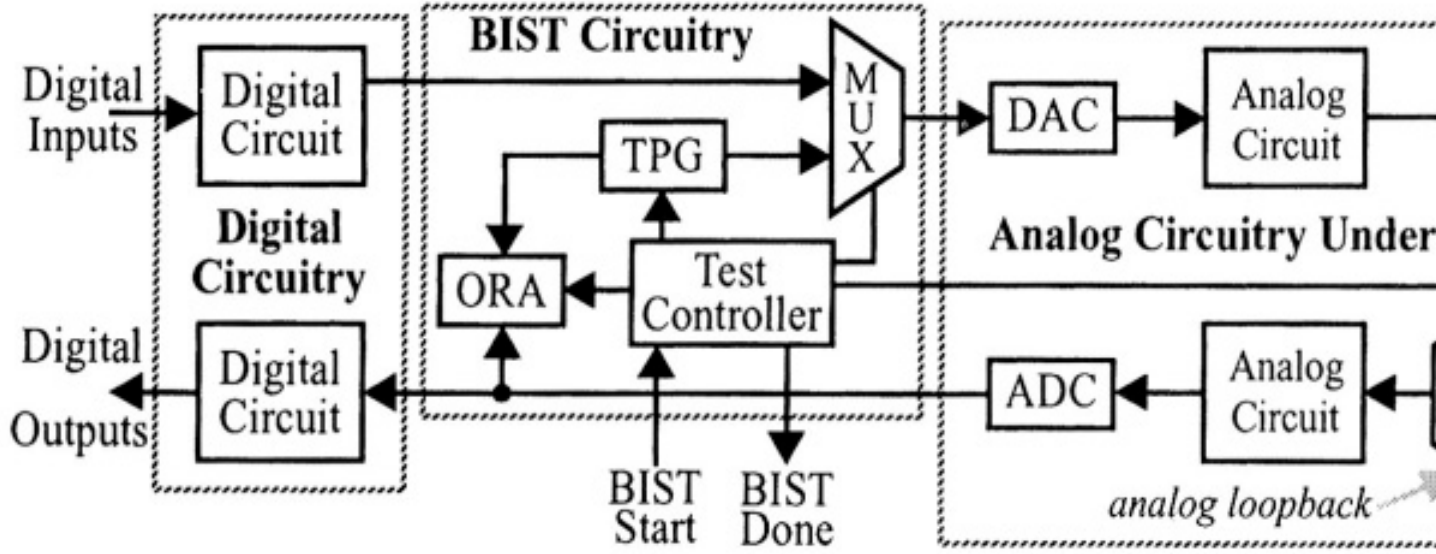 BIST Circuitry
Digital
Inputs
Digital
Circuit
M
U
X
DAC
Analog
Circuit
TPG
Digital
Circuitry
ORA
Test
Controller
Analog Circuitry Under
Digital
Outputs
Digital
Circuit
ADC
Analog
Circuit
BIST
Start
BIST
Done
analog loopback